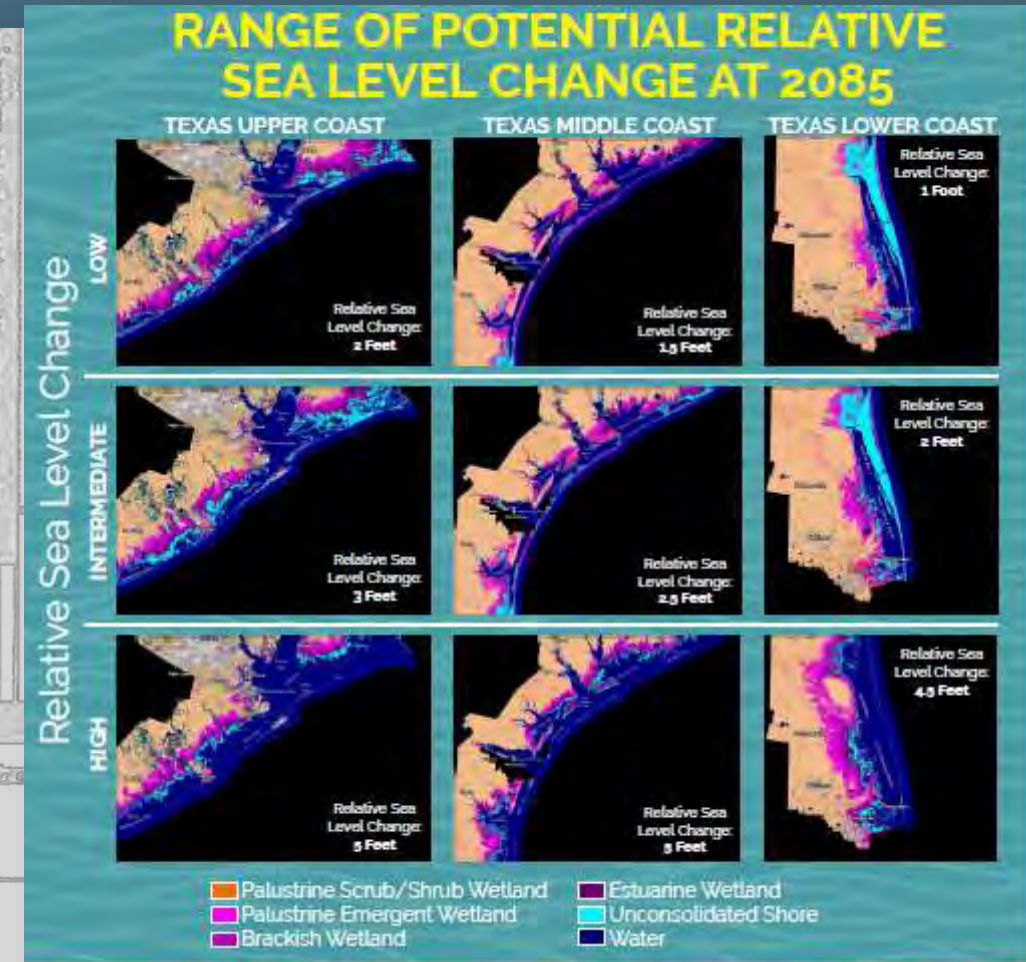 RANGE OF POTENTIAL RELATIVE
SEA LEVEL CHANGE AT 2085
TEXAS UPPER COAST
TEXAS MIDDLE COAST
TEXAS LOWER COAST
Relative Sea Level Change
LOW
Relative Sea
Level Change:
2 Feet
Relative Sea
Level Change:
1.5 Feet
Relative Sea
Level Change:
1 Foot
INTERMEDIATE
Relative Sea
Level Change:
3 Feet
Relative Sea
Level Change:
2.5 Feet
Relative Sea
Level Change:
2 Feet
HIGH
Relative Sea
Level Change:
5 Feet
Relative Sea
Level Change:
5 Feet
Relative Sea
Level Change:
4.5 Feet
Palustrine Scrub/Shrub Wetland
Palustrine Emergent Wetland
Brackish Wetland
Estuarine Wetland
Unconsolidated Shore
Water